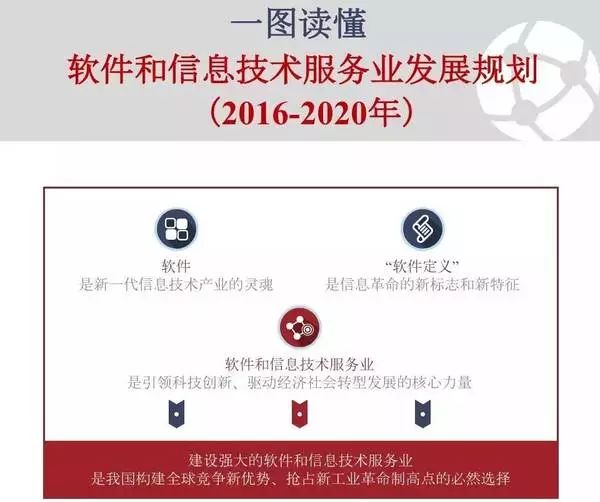 一图读懂
软件和信息技术服务业发展规划
（2016-2020年）
软件
是新一代信息技术产业的灵魂
“软件定义”
是信息革命的新标志和新特征
软件和信息技术服务业
是引领科技创新、驱动经济社会转型发展的核心力量
建设强大的软件和信息技术服务业
是我国构建全球竞争新优势、抢占新工业革命制高点的必然选择